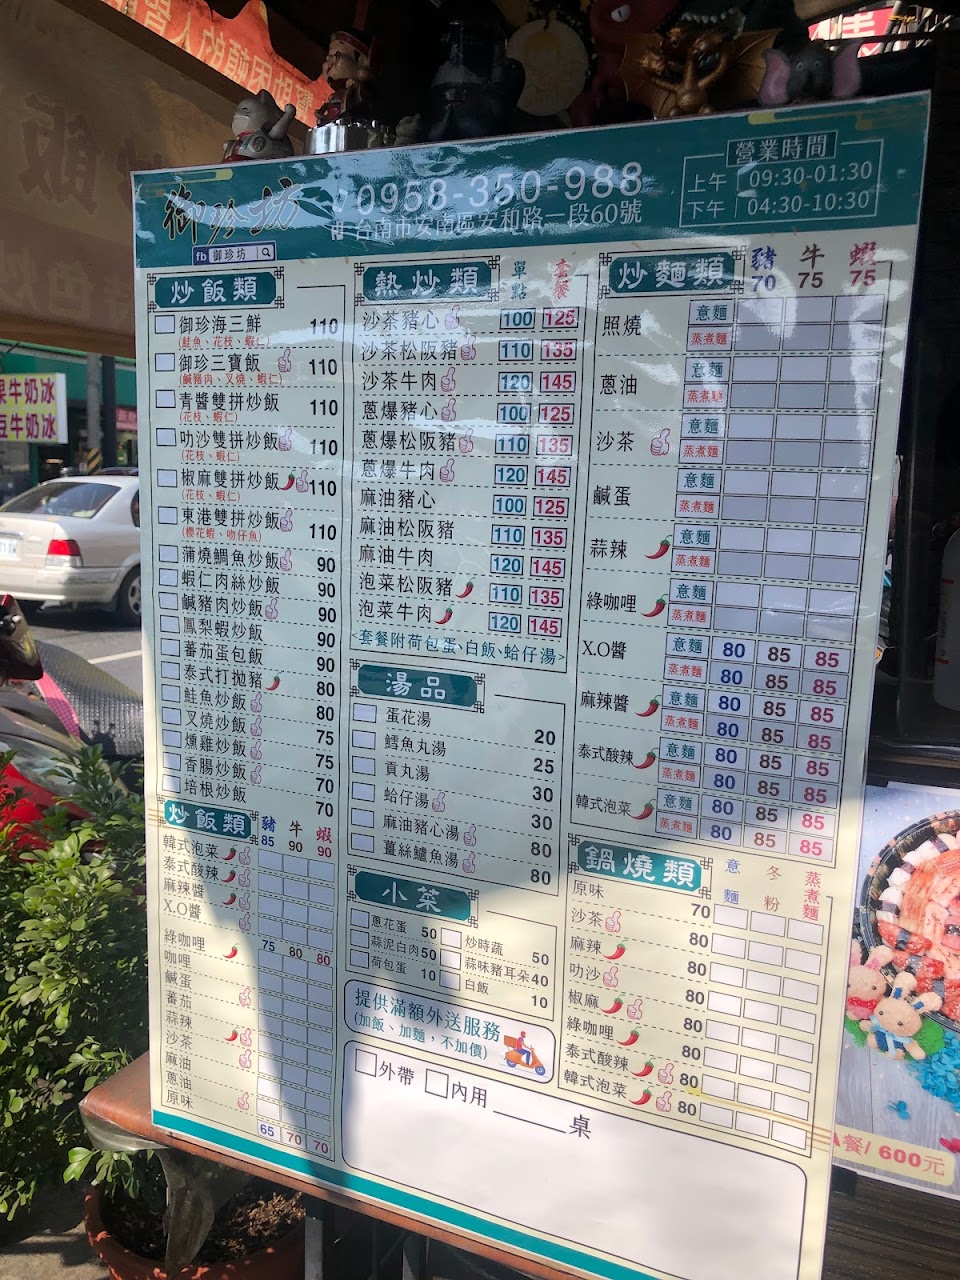 御珍坊
0958-350-988
台南市安南區安和路一段60號
fb 御珍坊
營業時間
上午 09:30-01:30
下午 04:30-10:30
炒飯類
御珍海三鮮 110
(鮭魚、花枝、蝦仁)
御珍三寶飯 110
(鹹豬肉、叉燒、蝦仁)
青醬雙拼炒飯 110
(花枝、蝦仁)
叻沙雙拼炒飯 110
(花枝、蝦仁)
椒麻雙拼炒飯 110
(花枝、蝦仁)
東港雙拼炒飯 110
(櫻花蝦、吻仔魚)
蒲燒鯛魚炒飯 90
蝦仁肉絲炒飯 90
鹹豬肉炒飯 90
鳳梨蝦炒飯 90
蕃茄蛋包飯 90
泰式打拋豬 80
鮭魚炒飯 80
叉燒炒飯 75
燻雞炒飯 75
香腸炒飯 70
培根炒飯 70
炒飯類 豬85 牛90 蝦90
韓式泡菜
泰式酸辣
麻辣醬
X.O醬
75 80 80
綠咖哩
咖哩
鹹蛋
蕃茄
蒜辣
沙茶
麻油
蔥油
原味
65 70 70
熱炒類 單點 套餐
沙茶豬心 100 125
沙茶松阪豬 110 135
沙茶牛肉 120 145
蔥爆豬心 100 125
蔥爆松阪豬 110 135
蔥爆牛肉 120 145
麻油豬心 100 125
麻油松阪豬 110 135
麻油牛肉 120 145
泡菜松阪豬 110 135
泡菜牛肉 120 145
<套餐附荷包蛋、白飯、蛤仔湯>
湯品
蛋花湯 20
鱈魚丸湯 25
貢丸湯 30
蛤仔湯 30
麻油豬心湯 80
薑絲鱸魚湯 80
小菜
蔥花蛋 50
蒜泥白肉 50
荷包蛋 10
炒時蔬 50
蒜味豬耳朵 40
白飯 10
提供滿額外送服務
(加飯、加麵，不加價)
外帶 內用 桌
炒麵類 豬70 牛75 蝦75
照燒 意麵
蒸煮麵
蔥油 意麵
蒸煮麵
沙茶 意麵
蒸煮麵
鹹蛋 意麵
蒸煮麵
蒜辣 意麵
蒸煮麵
綠咖哩 意麵
蒸煮麵
X.O醬 意麵 80 85 85
蒸煮麵 80 85 85
麻辣醬 意麵 80 85 85
蒸煮麵 80 85 85
泰式酸辣 意麵 80 85 85
蒸煮麵 80 85 85
韓式泡菜 意麵 80 85 85
蒸煮麵 80 85 85
鍋燒類 意麵 冬粉 蒸煮麵
原味 70
沙茶 80
麻辣 80
叻沙 80
椒麻 80
綠咖哩 80
泰式酸辣 80
韓式泡菜 80
果牛奶冰
豆牛奶冰
餐/ 600元